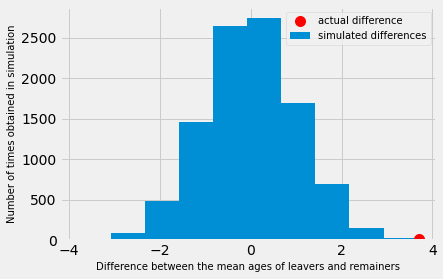 actual difference
simulated differences
2500
2000
1500
1000
500
0
−4
−2
0
2
4
Number of times obtained in simulation
Difference between the mean ages of leavers and remainers